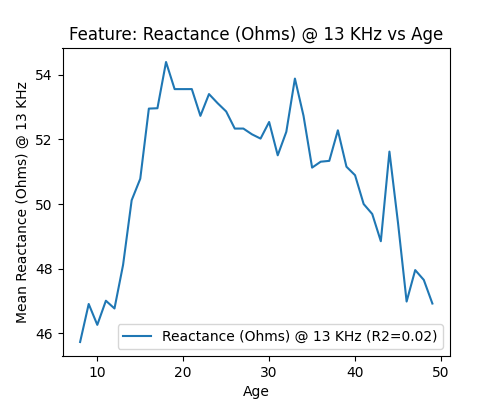 Feature: Reactance (Ohms) @ 13 KHz vs Age
Mean Reactance (Ohms) @ 13 KHz
54
52
50
48
46
Reactance (Ohms) @ 13 KHz (R2=0.02)
10 20 30 40 50
Age